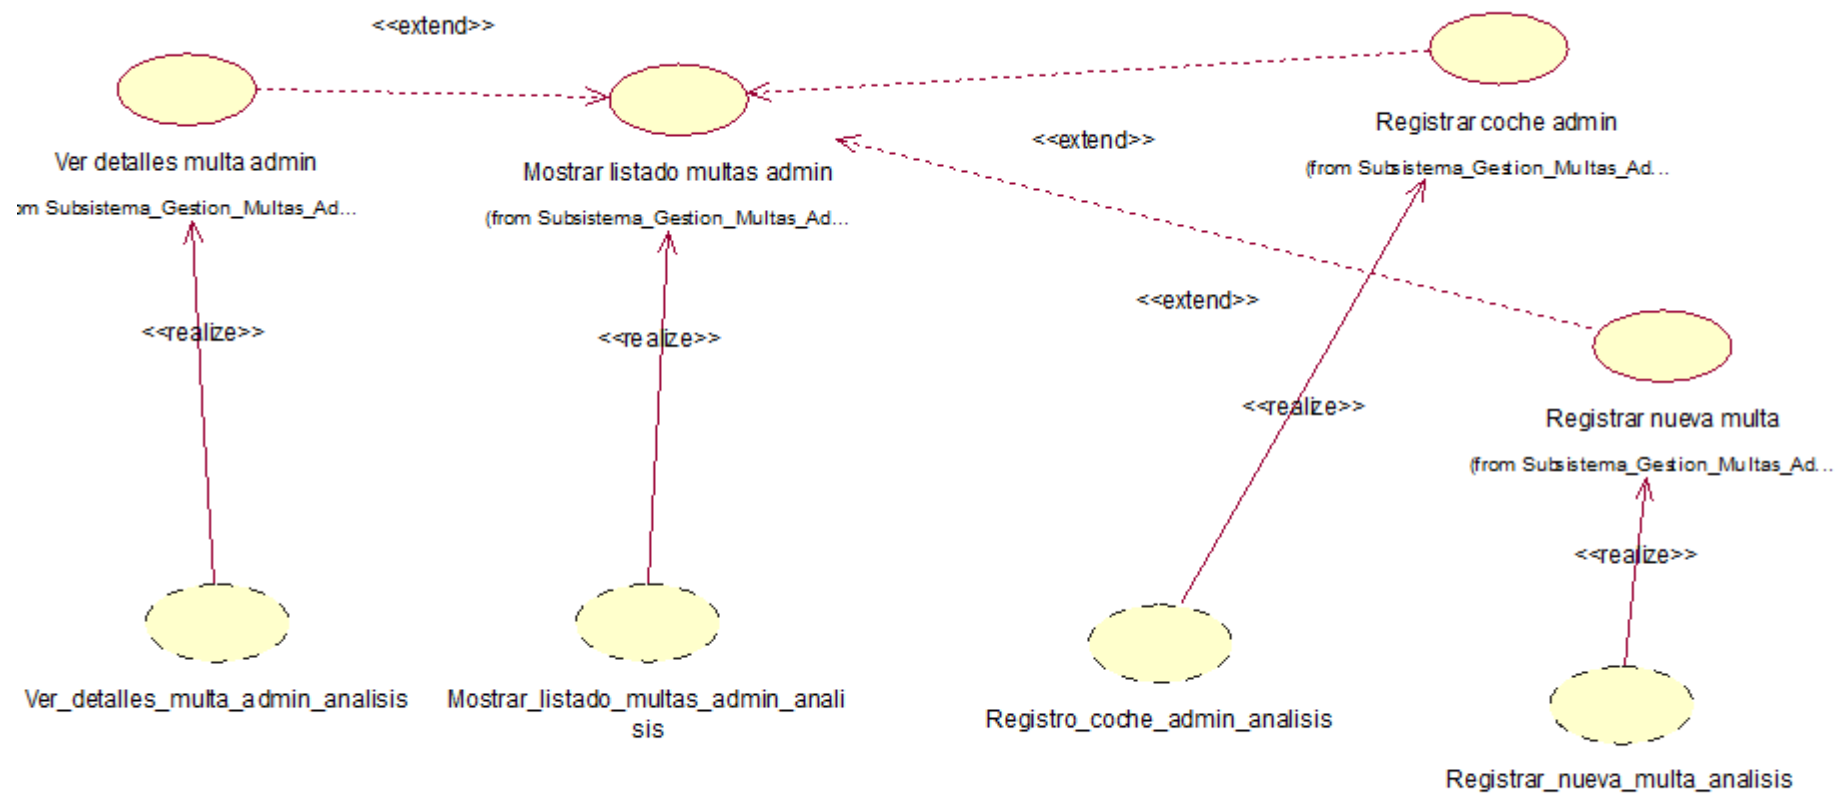 <<extend>>
Ver detalles multa admin
om Subsistema_Gestion_Multas_Ad...
Mostrar listado multas admin
(from Subsistema_Gestion_Multas_Ad...
<<extend>>
Registrar coche admin
(from Subsistema_Gestion_Multas_Ad...
<<extend>>
Registrar nueva multa
(from Subsistema_Gestion_Multas_Ad...
<<realize>>
<<realize>>
<<realize>>
<<realize>>
Ver_detalles_multa_admin_analisis
Mostrar_listado_multas_admin_anali
sis
Registro_coche_admin_analisis
Registrar_nueva_multa_analisis